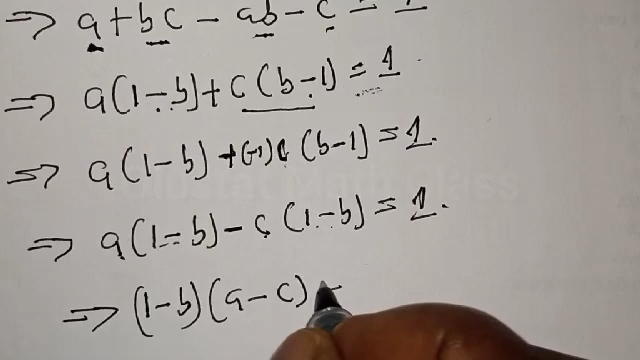 ⇒ a + bc - ab - c = 1
⇒ a(1-b) + c(b-1) = 1
⇒ a(1-b) + (-1)c(b-1) = 1.
⇒ a(1-b) - c(1-b) = 1.
⇒ (1-b)(a-c)